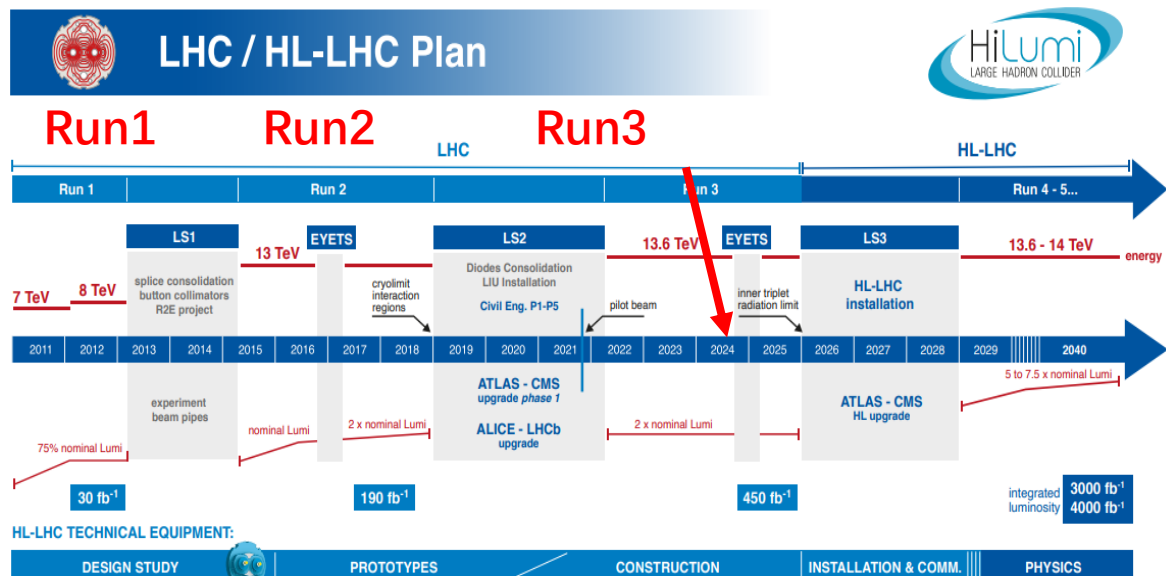 LHC / HL-LHC Plan
HiLumi
LARGE HADRON COLLIDER
Run1
Run2
Run3
LHC
HL-LHC
Run 1
Run 2
Run 3
Run 4 - 5...
LS1
EYETS
LS2
EYETS
LS3
13 TeV
13.6 TeV
13.6 - 14 TeV
energy
7 TeV
8 TeV
splice consolidation
button collimators
R2E project
cryolimit
interaction
regions
Diodes Consolidation
LIU Installation
Civil Eng. P1-P5
pilot beam
inner triplet
radiation limit
HL-LHC
installation
2011
2012
2013
2014
2015
2016
2017
2018
2019
2020
2021
2022
2023
2024
2025
2026
2027
2028
2029
2040
experiment
beam pipes
ATLAS - CMS
upgrade phase 1
ALICE - LHCb
upgrade
ATLAS - CMS
HL upgrade
5 to 7.5 x nominal Lumi
75% nominal Lumi
nominal Lumi
2 x nominal Lumi
2 x nominal Lumi
30 fb⁻¹
190 fb⁻¹
450 fb⁻¹
integrated
luminosity
3000 fb⁻¹
4000 fb⁻¹
HL-LHC TECHNICAL EQUIPMENT:
DESIGN STUDY
PROTOTYPES
CONSTRUCTION
INSTALLATION & COMM.
PHYSICS